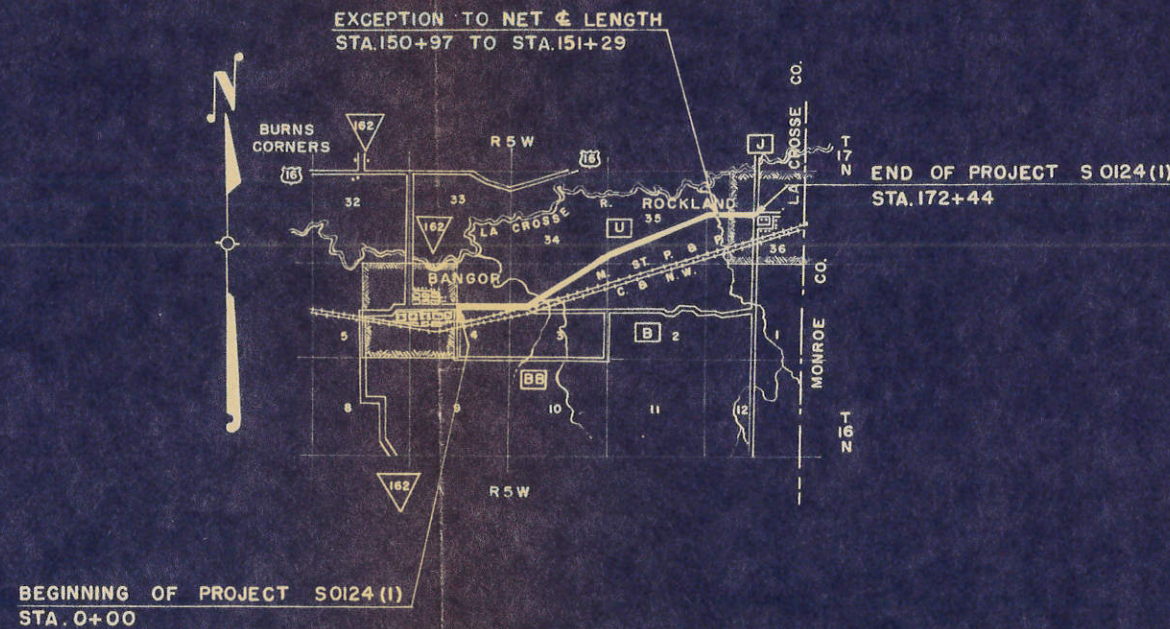 EXCEPTION TO NET ℄ LENGTH
STA.150+97 TO STA.151+29
N
BURNS
CORNERS
162
R 5 W
16
16
J
LA CROSSE CO.
T
17
N
END OF PROJECT S 0124(1)
STA.172+44
32
33
162
LA CROSSE R.
34
U
35
ROCKLAND
36
BANGOR
M. ST. P. & P.
C. & N.W.
5
4
3
B
2
1
MONROE CO.
BB
8
9
10
11
12
T
16
N
162
R 5 W
BEGINNING OF PROJECT S0124(1)
STA. 0+00